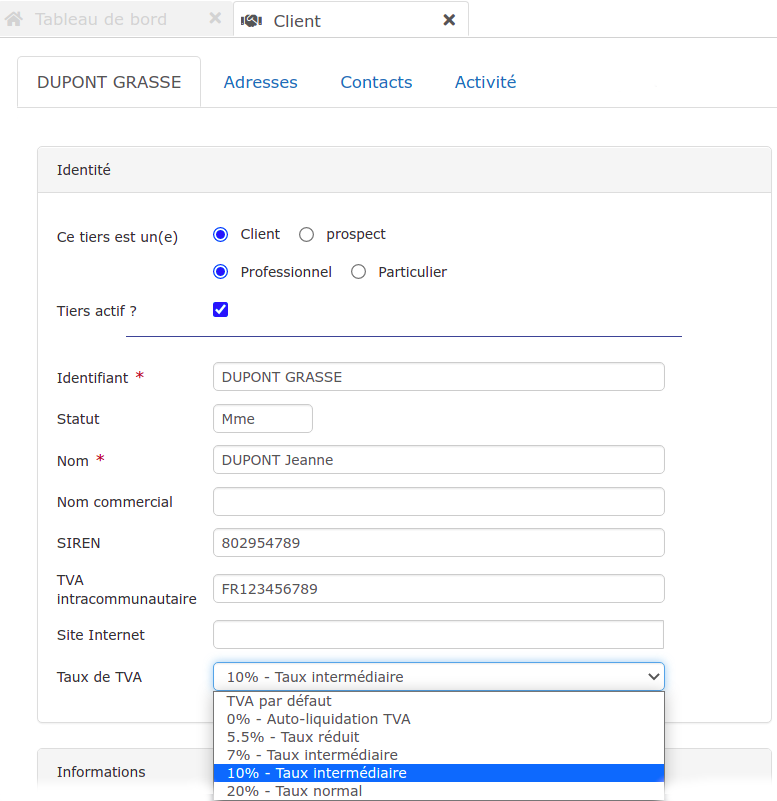 Tableau de bord
Client
DUPONT GRASSE
Adresses
Contacts
Activité
Identité
Ce tiers est un(e)
Client
prospect
Professionnel
Particulier
Tiers actif ?
Identifiant *
DUPONT GRASSE
Statut
Mme
Nom *
DUPONT Jeanne
Nom commercial
SIREN
802954789
TVA
intracommunautaire
FR123456789
Site Internet
Taux de TVA
10% - Taux intermédiaire
TVA par défaut
0% - Auto-liquidation TVA
5.5% - Taux réduit
7% - Taux intermédiaire
10% - Taux intermédiaire
20% - Taux normal
Informations